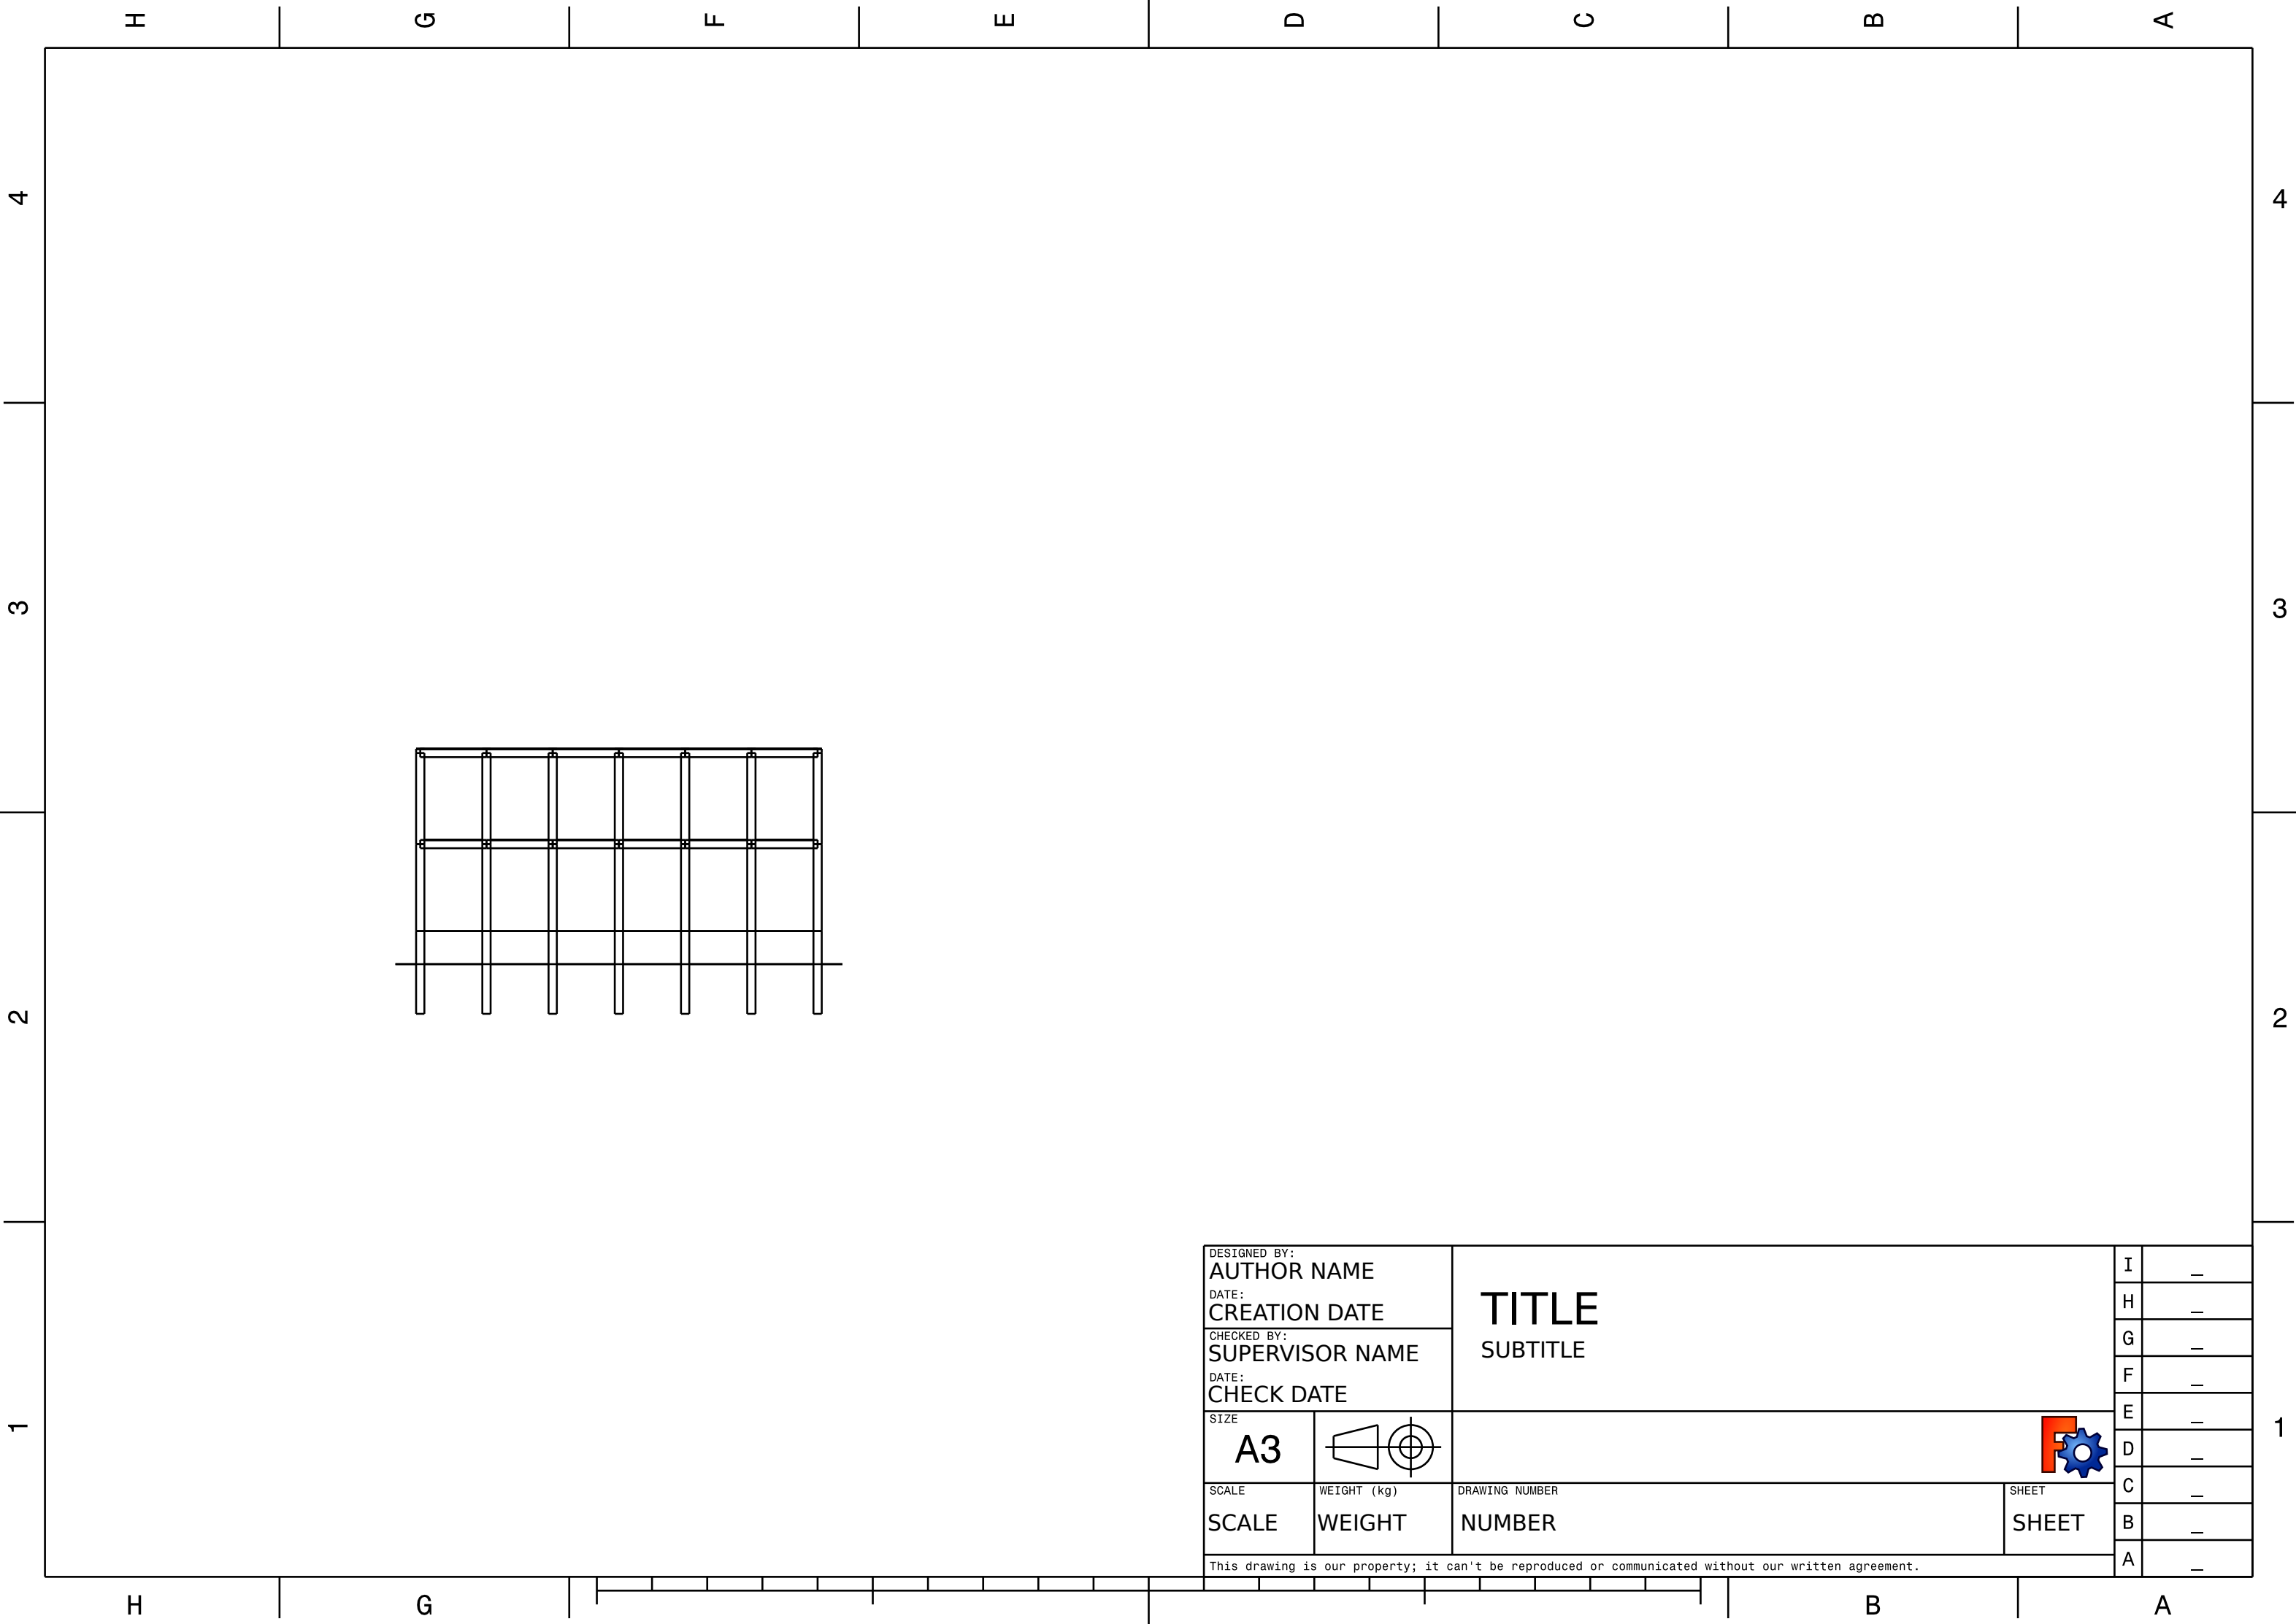 H G F E D C B A
4 4
3 3
2 2
1 1
DESIGNED BY:
AUTHOR NAME
DATE:
CREATION DATE
CHECKED BY:
SUPERVISOR NAME
DATE:
CHECK DATE
TITLE
SUBTITLE
SIZE
A3
SCALE
SCALE
WEIGHT (kg)
WEIGHT
DRAWING NUMBER
NUMBER
SHEET
SHEET
This drawing is our property; it can't be reproduced or communicated without our written agreement.
I _
H _
G _
F _
E _
D _
C _
B _
A _
H G B A